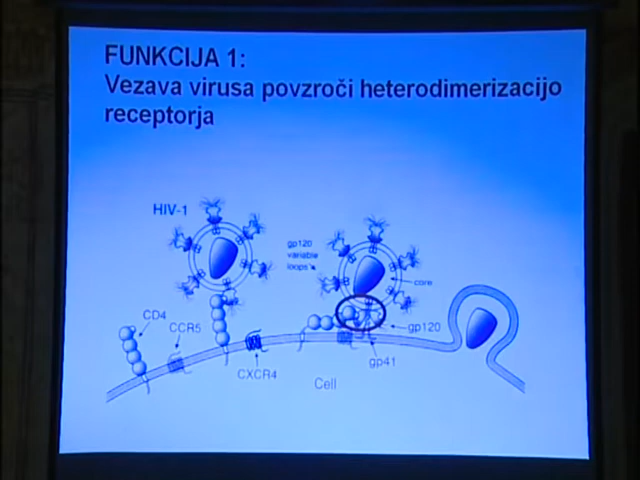 FUNKCIJA 1:
Vezava virusa povzroči heterodimerizacijo
receptorja
HIV-1
gp120
variable
loops
core
CD4
CCR5
gp120
gp41
CXCR4
Cell